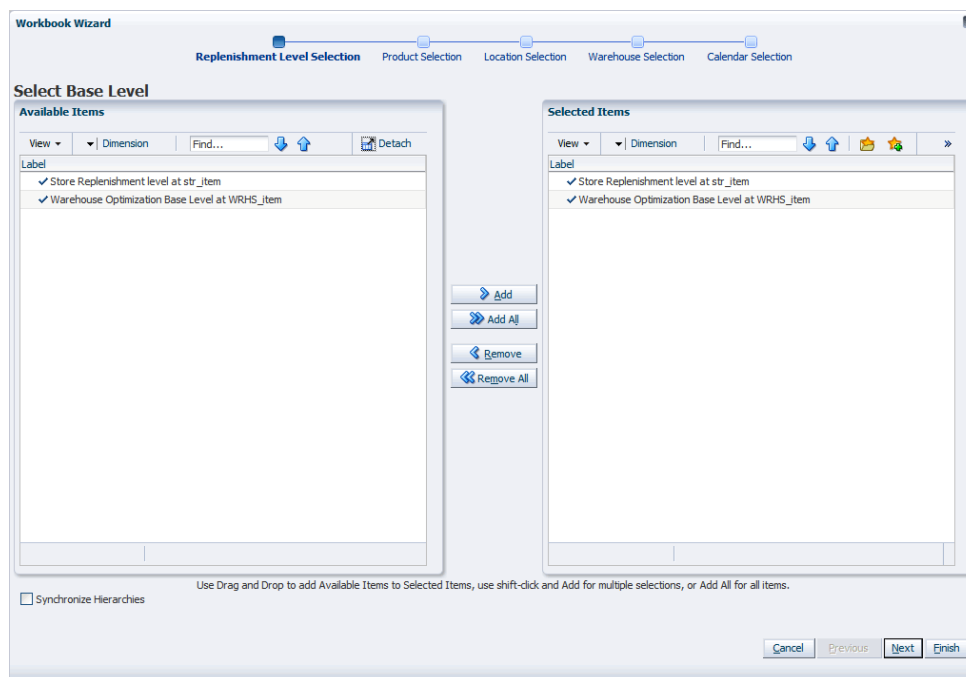 Workbook Wizard
Replenishment Level Selection Product Selection Location Selection Warehouse Selection Calendar Selection
Select Base Level
Available Items
View Dimension Find... Detach
Label
Store Replenishment level at str_item
Warehouse Optimization Base Level at WRHS_item
Add
Add All
Remove
Remove All
Selected Items
View Dimension Find... »
Label
Store Replenishment level at str_item
Warehouse Optimization Base Level at WRHS_item
Use Drag and Drop to add Available Items to Selected Items, use shift-click and Add for multiple selections, or Add All for all items.
Synchronize Hierarchies
Cancel Previous Next Finish